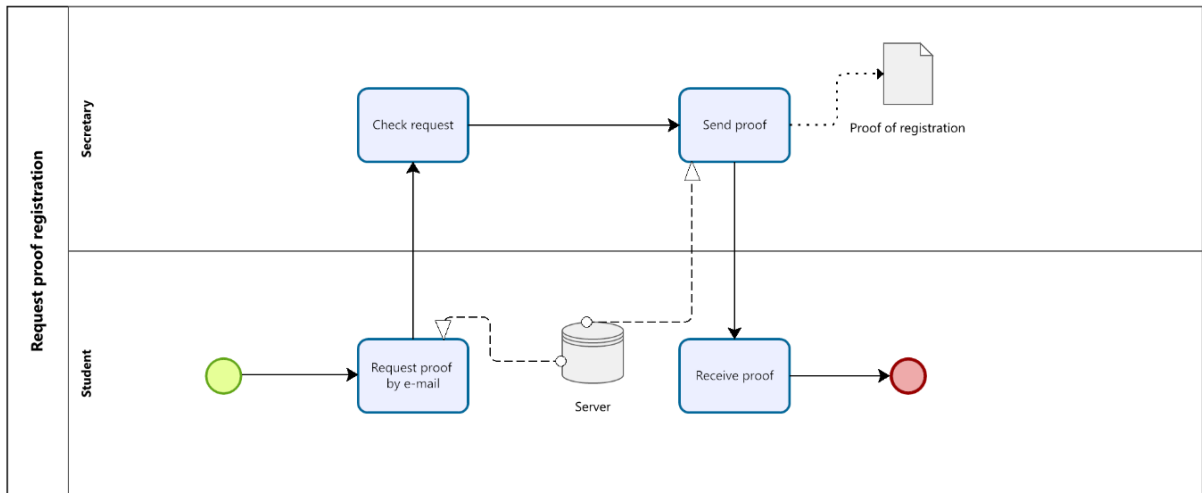 Request proof registration
Secretary
Check request
Send proof
Proof of registration
Student
Request proof
by e-mail
Server
Receive proof